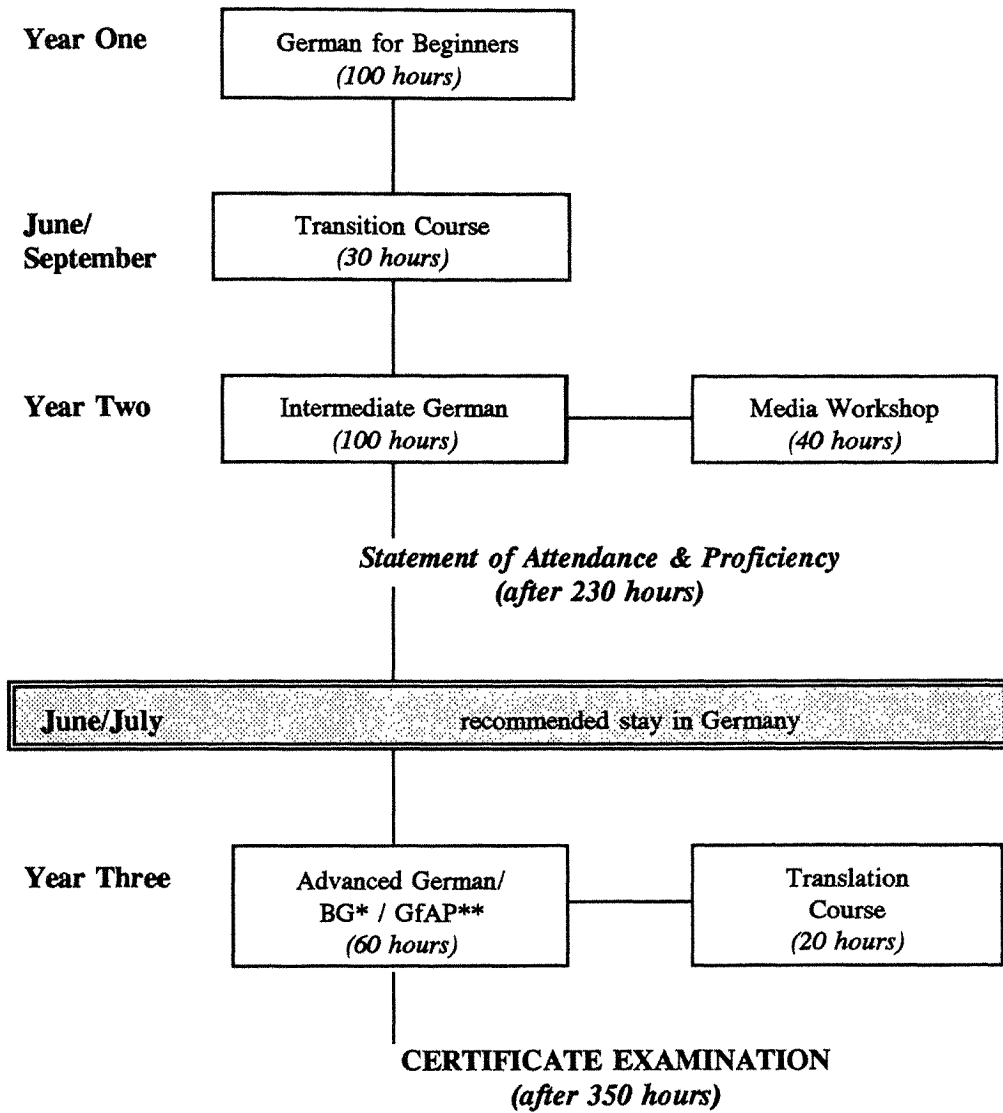 Year One
German for Beginners
(100 hours)
June/
September
Transition Course
(30 hours)
Year Two
Intermediate German
(100 hours)
Media Workshop
(40 hours)
Statement of Attendance & Proficiency
(after 230 hours)
June/July
recommended stay in Germany
Year Three
Advanced German/
BG* / GfAP**
(60 hours)
Translation
Course
(20 hours)
CERTIFICATE EXAMINATION
(after 350 hours)